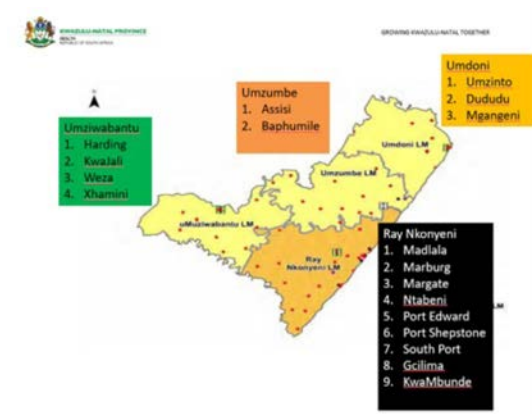 KWAZULU-NATAL PROVINCE
HEALTH
REPUBLIC OF SOUTH AFRICA
GROWING KWAZULU-NATAL TOGETHER
Umdoni
1. Umzinto
2. Dududu
3. Mgangeni
Umzumbe
1. Assisi
2. Baphumile
Umziwabantu
1. Harding
2. KwaJali
3. Weza
4. Xhamini
Umdoni LM
Umzumbe LM
uMuziwabantu LM
Ray
Nkonyeni LM
Ray Nkonyeni
1. Madlala
2. Marburg
3. Margate
4. Ntabeni
5. Port Edward
6. Port Shepstone
7. South Port
8. Gcilima
9. KwaMbunde
LM